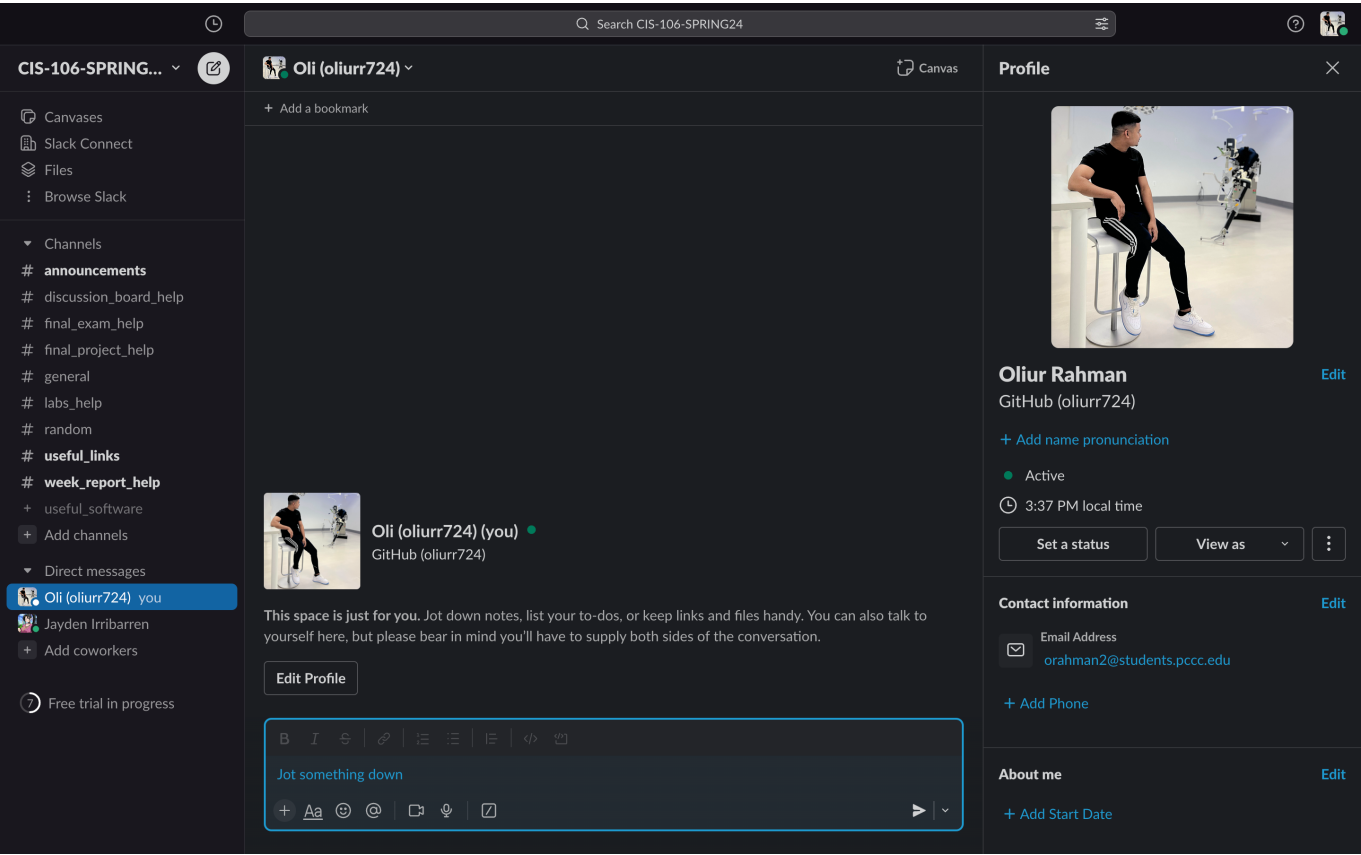 Search CIS-106-SPRING24
CIS-106-SPRING...
Canvases
Slack Connect
Files
Browse Slack
Channels
# announcements
# discussion_board_help
# final_exam_help
# final_project_help
# general
# labs_help
# random
# useful_links
# week_report_help
+ useful_software
+ Add channels
Direct messages
Oli (oliurr724) you
Jayden Irribarren
+ Add coworkers
7 Free trial in progress
Oli (oliurr724)
Canvas
+ Add a bookmark
Oli (oliurr724) (you)
GitHub (oliurr724)
This space is just for you. Jot down notes, list your to-dos, or keep links and files handy. You can also talk to
yourself here, but please bear in mind you'll have to supply both sides of the conversation.
Edit Profile
B I S
Jot something down
+ Aa @
Profile
Oliur Rahman Edit
GitHub (oliurr724)
+ Add name pronunciation
Active
3:37 PM local time
Set a status View as
Contact information Edit
Email Address
orahman2@students.pccc.edu
+ Add Phone
About me Edit
+ Add Start Date